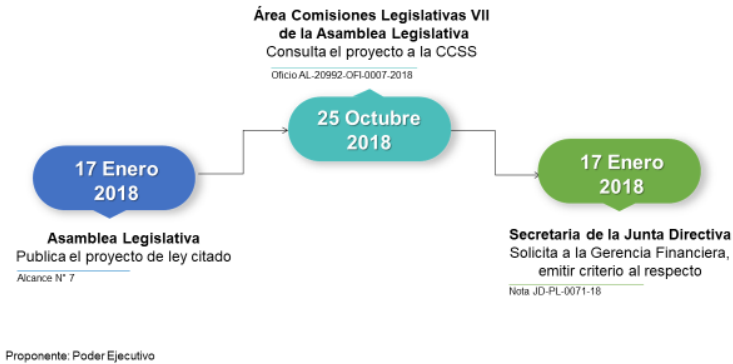 Área Comisiones Legislativas VII
de la Asamblea Legislativa
Consulta el proyecto a la CCSS
Oficio AL-20992-OFI-0007-2018
25 Octubre
2018
17 Enero
2018
Asamblea Legislativa
Publica el proyecto de ley citado
Alcance N° 7
17 Enero
2018
Secretaria de la Junta Directiva
Solicita a la Gerencia Financiera,
emitir criterio al respecto
Nota JD-PL-0071-18
Proponente: Poder Ejecutivo